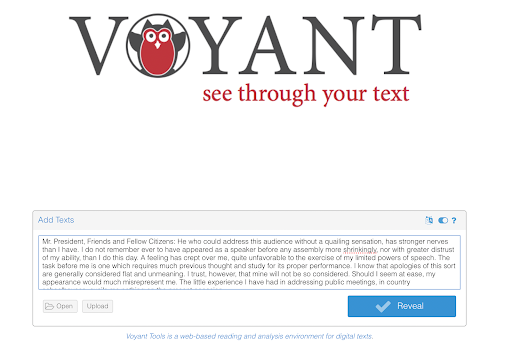 VOYANT
see through your text
Add Texts ?
Mr. President, Friends and Fellow Citizens: He who could address this audience without a quailing sensation, has stronger nerves
than I have. I do not remember ever to have appeared as a speaker before any assembly more shrinkingly, nor with greater distrust
of my ability, than I do this day. A feeling has crept over me, quite unfavorable to the exercise of my limited powers of speech. The
task before me is one which requires much previous thought and study for its proper performance. I know that apologies of this sort
are generally considered flat and unmeaning. I trust, however, that mine will not be so considered. Should I seem at ease, my
appearance would much misrepresent me. The little experience I have had in addressing public meetings, in country
Open Upload Reveal
Voyant Tools is a web-based reading and analysis environment for digital texts.